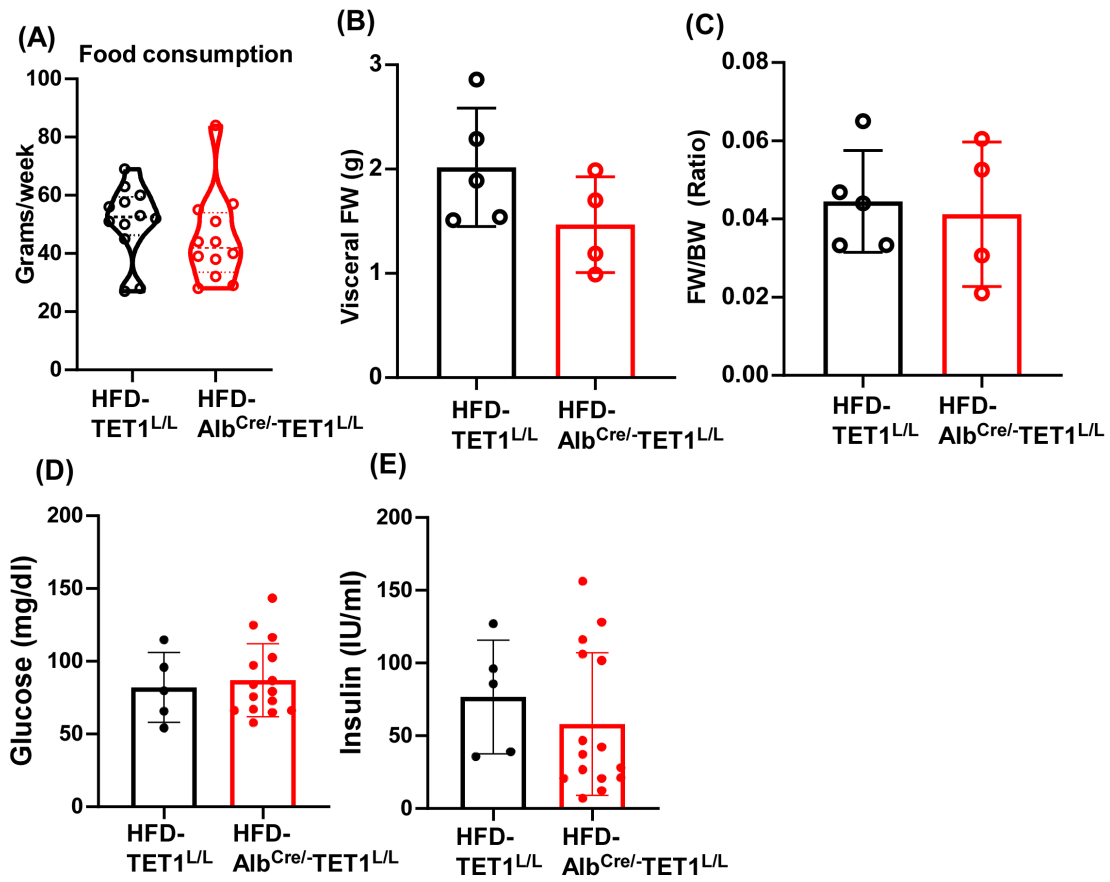 (A)
Food consumption
Grams/week
100
80
60
40
20
0
HFD-
TET1L/L
HFD-
AlbCre/-TET1L/L
(B)
Visceral FW (g)
3
2
1
0
HFD-
TET1L/L
HFD-
AlbCre/-TET1L/L
(C)
FW/BW (Ratio)
0.08
0.06
0.04
0.02
0.00
HFD-
TET1L/L
HFD-
AlbCre/-TET1L/L
(D)
Glucose (mg/dl)
200
150
100
50
0
HFD-
TET1L/L
HFD-
AlbCre/-TET1L/L
(E)
Insulin (IU/ml)
200
150
100
50
0
HFD-
TET1L/L
HFD-
AlbCre/-TET1L/L